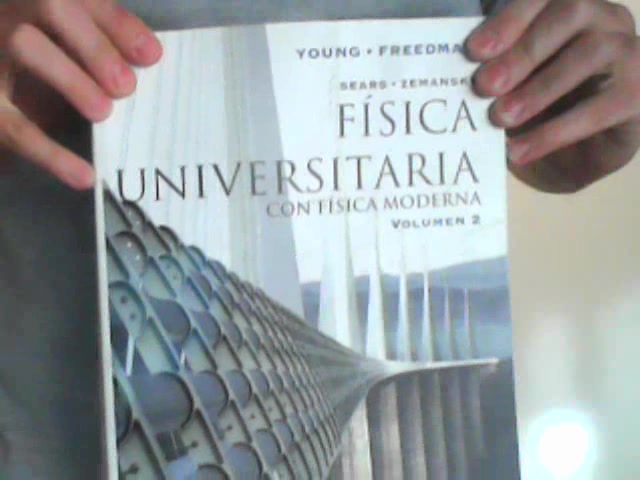 YOUNG • FREEDMA
SEARS • ZEMANSK
FÍSICA
UNIVERSITARIA
CON FÍSICA MODERNA
VOLUMEN 2